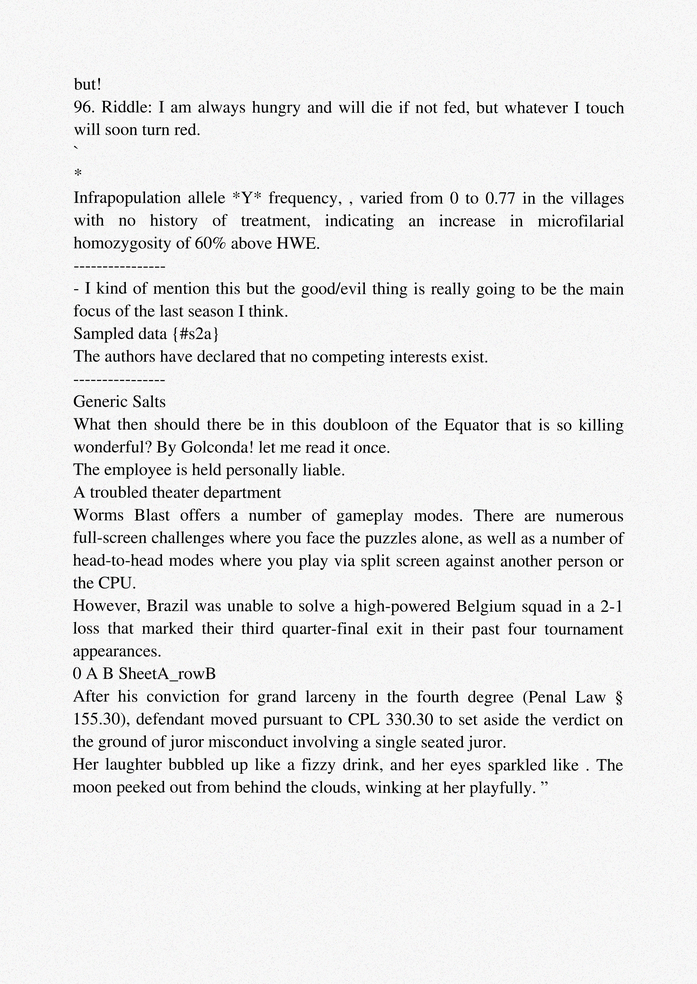 but!
96. Riddle: I am always hungry and will die if not fed, but whatever I touch
will soon turn red.
`
*
Infrapopulation allele *Y* frequency, , varied from 0 to 0.77 in the villages
with no history of treatment, indicating an increase in microfilarial
homozygosity of 60% above HWE.
----------------
- I kind of mention this but the good/evil thing is really going to be the main
focus of the last season I think.
Sampled data {#s2a}
The authors have declared that no competing interests exist.
----------------
Generic Salts
What then should there be in this doubloon of the Equator that is so killing
wonderful? By Golconda! let me read it once.
The employee is held personally liable.
A troubled theater department
Worms Blast offers a number of gameplay modes. There are numerous
full-screen challenges where you face the puzzles alone, as well as a number of
head-to-head modes where you play via split screen against another person or
the CPU.
However, Brazil was unable to solve a high-powered Belgium squad in a 2-1
loss that marked their third quarter-final exit in their past four tournament
appearances.
0 A B SheetA_rowB
After his conviction for grand larceny in the fourth degree (Penal Law §
155.30), defendant moved pursuant to CPL 330.30 to set aside the verdict on
the ground of juror misconduct involving a single seated juror.
Her laughter bubbled up like a fizzy drink, and her eyes sparkled like . The
moon peeked out from behind the clouds, winking at her playfully. ”